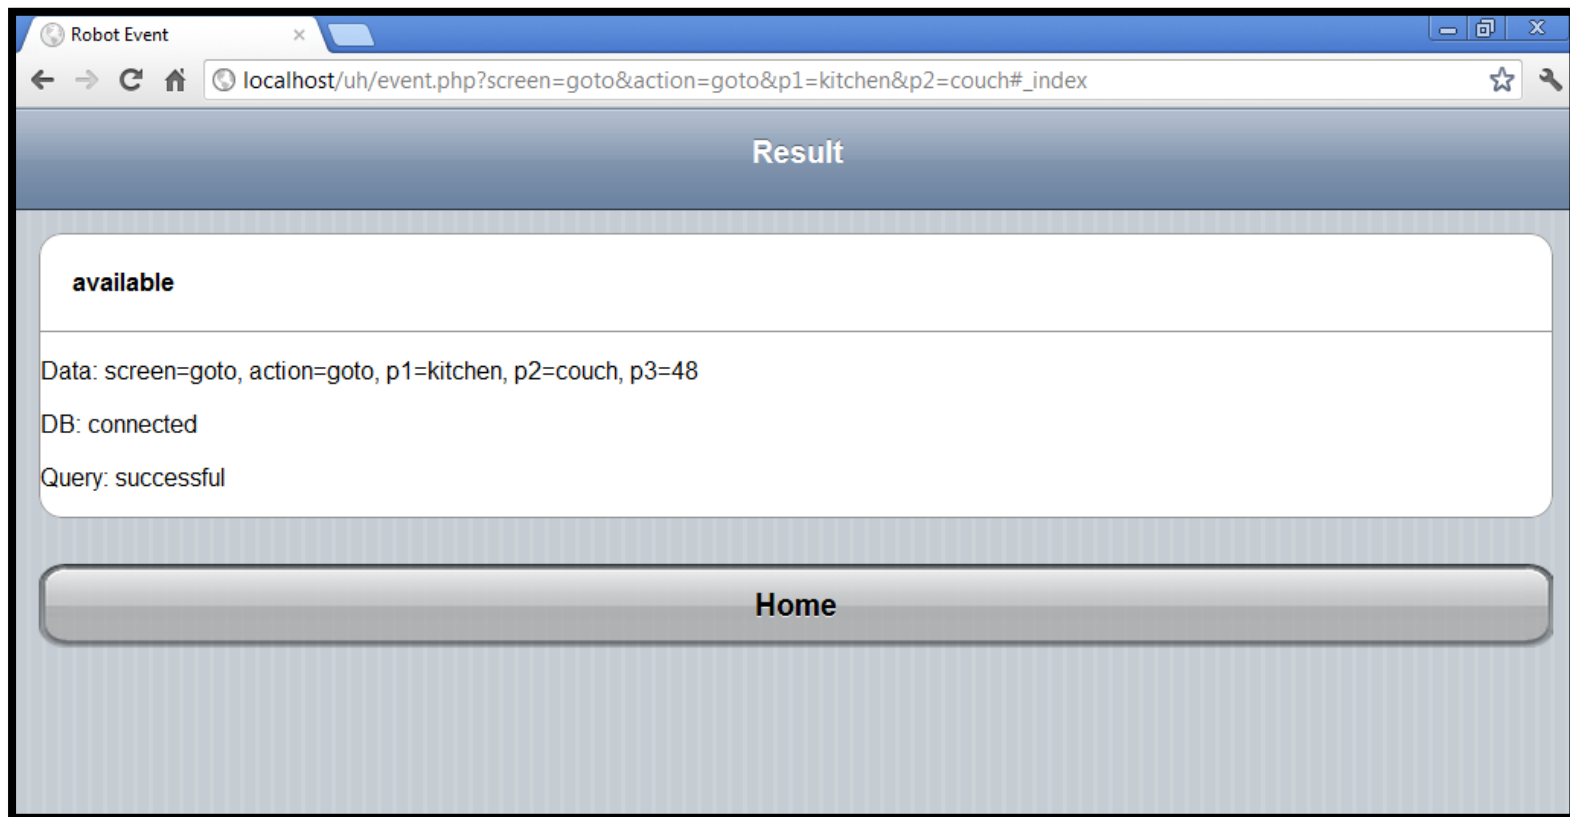 Robot Event
localhost/uh/event.php?screen=goto&action=goto&p1=kitchen&p2=couch#_index
Result
available
Data: screen=goto, action=goto, p1=kitchen, p2=couch, p3=48
DB: connected
Query: successful
Home